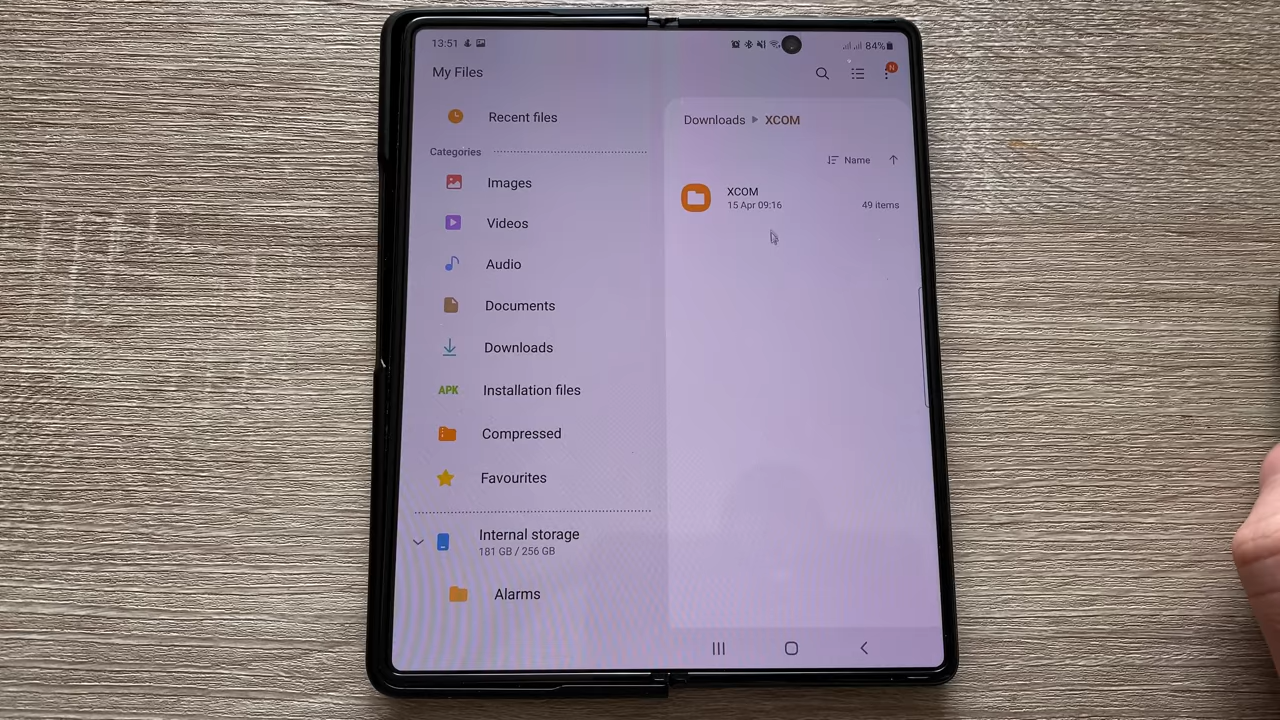 13:51
84%
My Files
N
Recent files
Categories
Images
Videos
Audio
Documents
Downloads
APK
Installation files
Compressed
Favourites
Internal storage
181 GB / 256 GB
Alarms
Downloads
XCOM
Name
XCOM
15 Apr 09:16
49 items